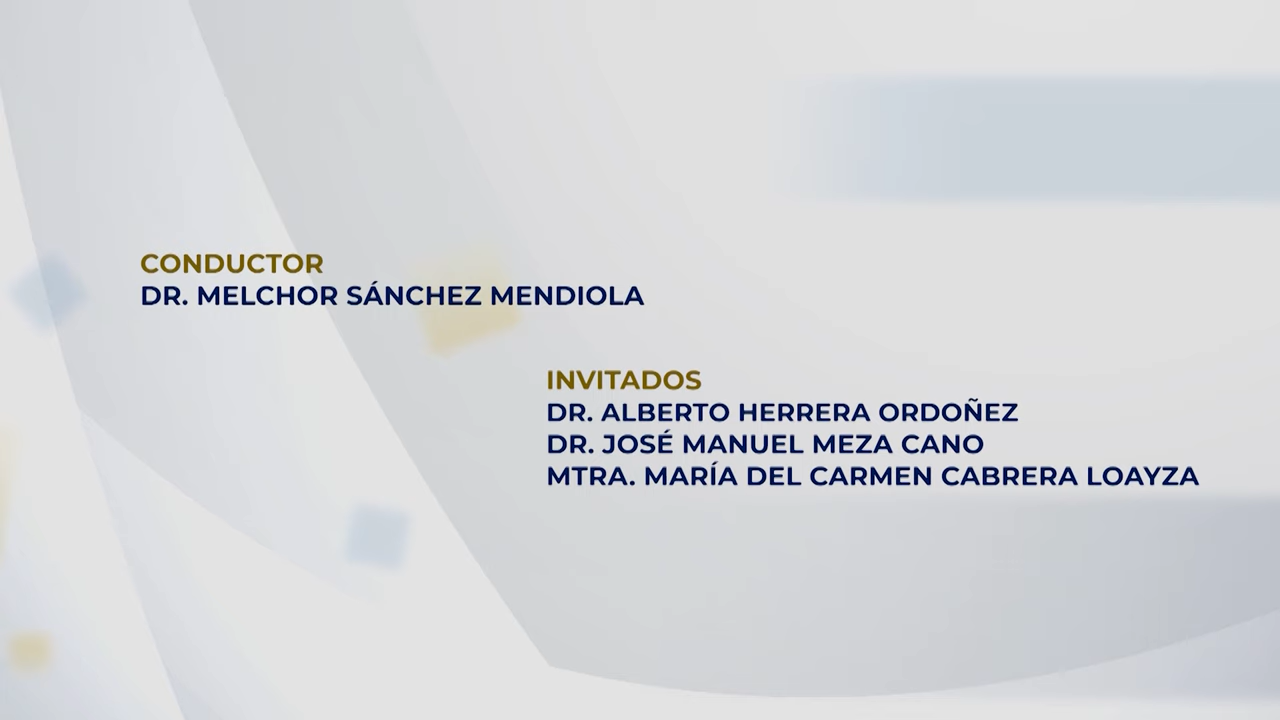 CONDUCTOR
DR. MELCHOR SÁNCHEZ MENDIOLA
INVITADOS
DR. ALBERTO HERRERA ORDOÑEZ
DR. JOSÉ MANUEL MEZA CANO
MTRA. MARÍA DEL CARMEN CABRERA LOAYZA